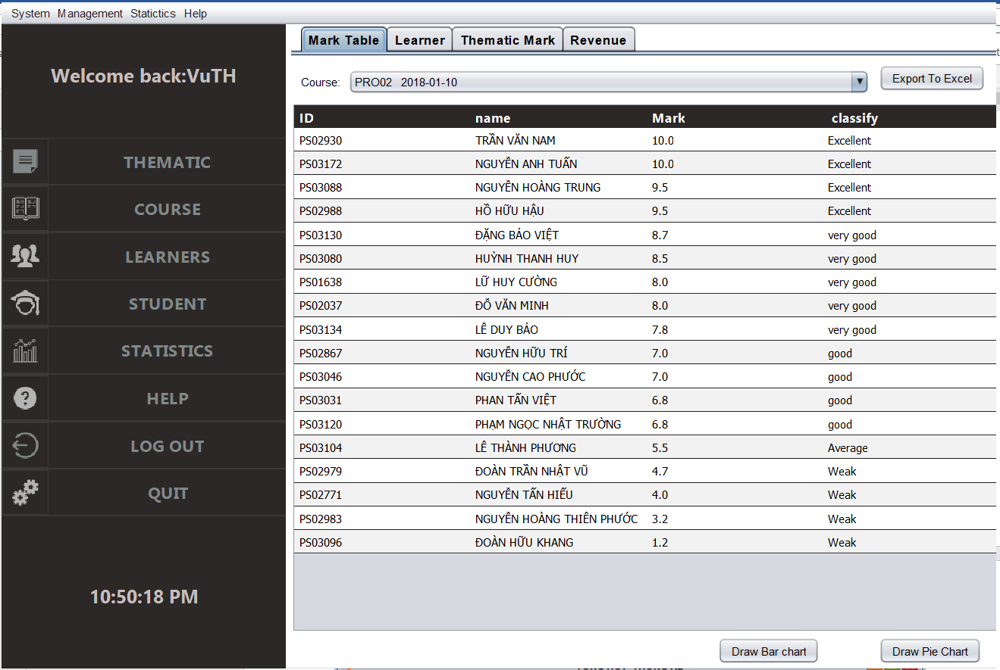 System Management Statictics Help
Welcome back:VuTH
THEMATIC
COURSE
LEARNERS
STUDENT
STATISTICS
HELP
LOG OUT
QUIT
10:50:18 PM
Mark Table Learner Thematic Mark Revenue
Course: PRO02 2018-01-10 Export To Excel
ID name Mark classify
PS02930 TRẦN VĂN NAM 10.0 Excellent
PS03172 NGUYỄN ANH TUẤN 10.0 Excellent
PS03088 NGUYỄN HOÀNG TRUNG 9.5 Excellent
PS02988 HỒ HỮU HẬU 9.5 Excellent
PS03130 ĐẶNG BẢO VIỆT 8.7 very good
PS03080 HUỲNH THANH HUY 8.5 very good
PS01638 LỮ HUY CƯỜNG 8.0 very good
PS02037 ĐỖ VĂN MINH 8.0 very good
PS03134 LÊ DUY BẢO 7.8 very good
PS02867 NGUYỄN HỮU TRÍ 7.0 good
PS03046 NGUYỄN CAO PHƯỚC 7.0 good
PS03031 PHAN TẤN VIỆT 6.8 good
PS03120 PHẠM NGỌC NHẬT TRƯỜNG 6.8 good
PS03104 LÊ THÀNH PHƯƠNG 5.5 Average
PS02979 ĐOÀN TRẦN NHẬT VŨ 4.7 Weak
PS02771 NGUYỄN TẤN HIẾU 4.0 Weak
PS02983 NGUYỄN HOÀNG THIÊN PHƯỚC 3.2 Weak
PS03096 ĐOÀN HỮU KHANG 1.2 Weak
Draw Bar chart Draw Pie Chart